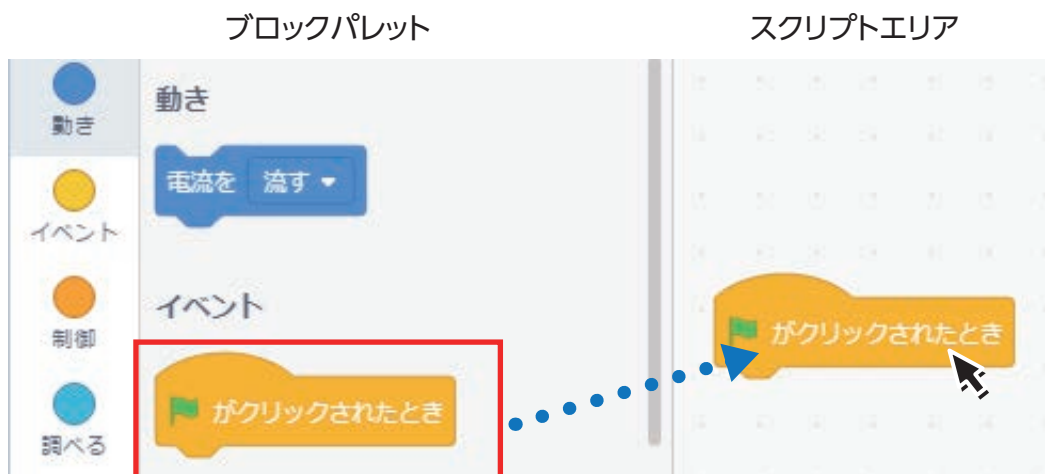 ブロックパレット
スクリプトエリア
動き
イベント
制御
調べる
動き
電流を 流す
イベント
がクリックされたとき
がクリックされたとき